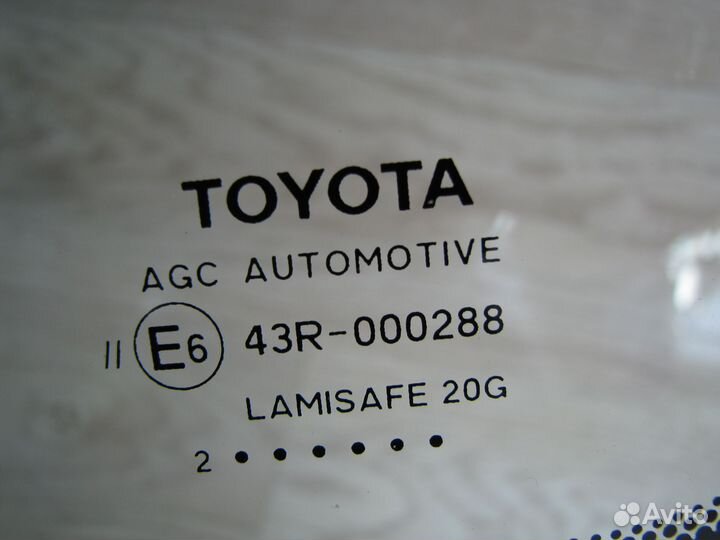 TOYOTA
AGC AUTOMOTIVE
II E6 43R-000288
LAMISAFE 20G
2 • • • • • •
Avito